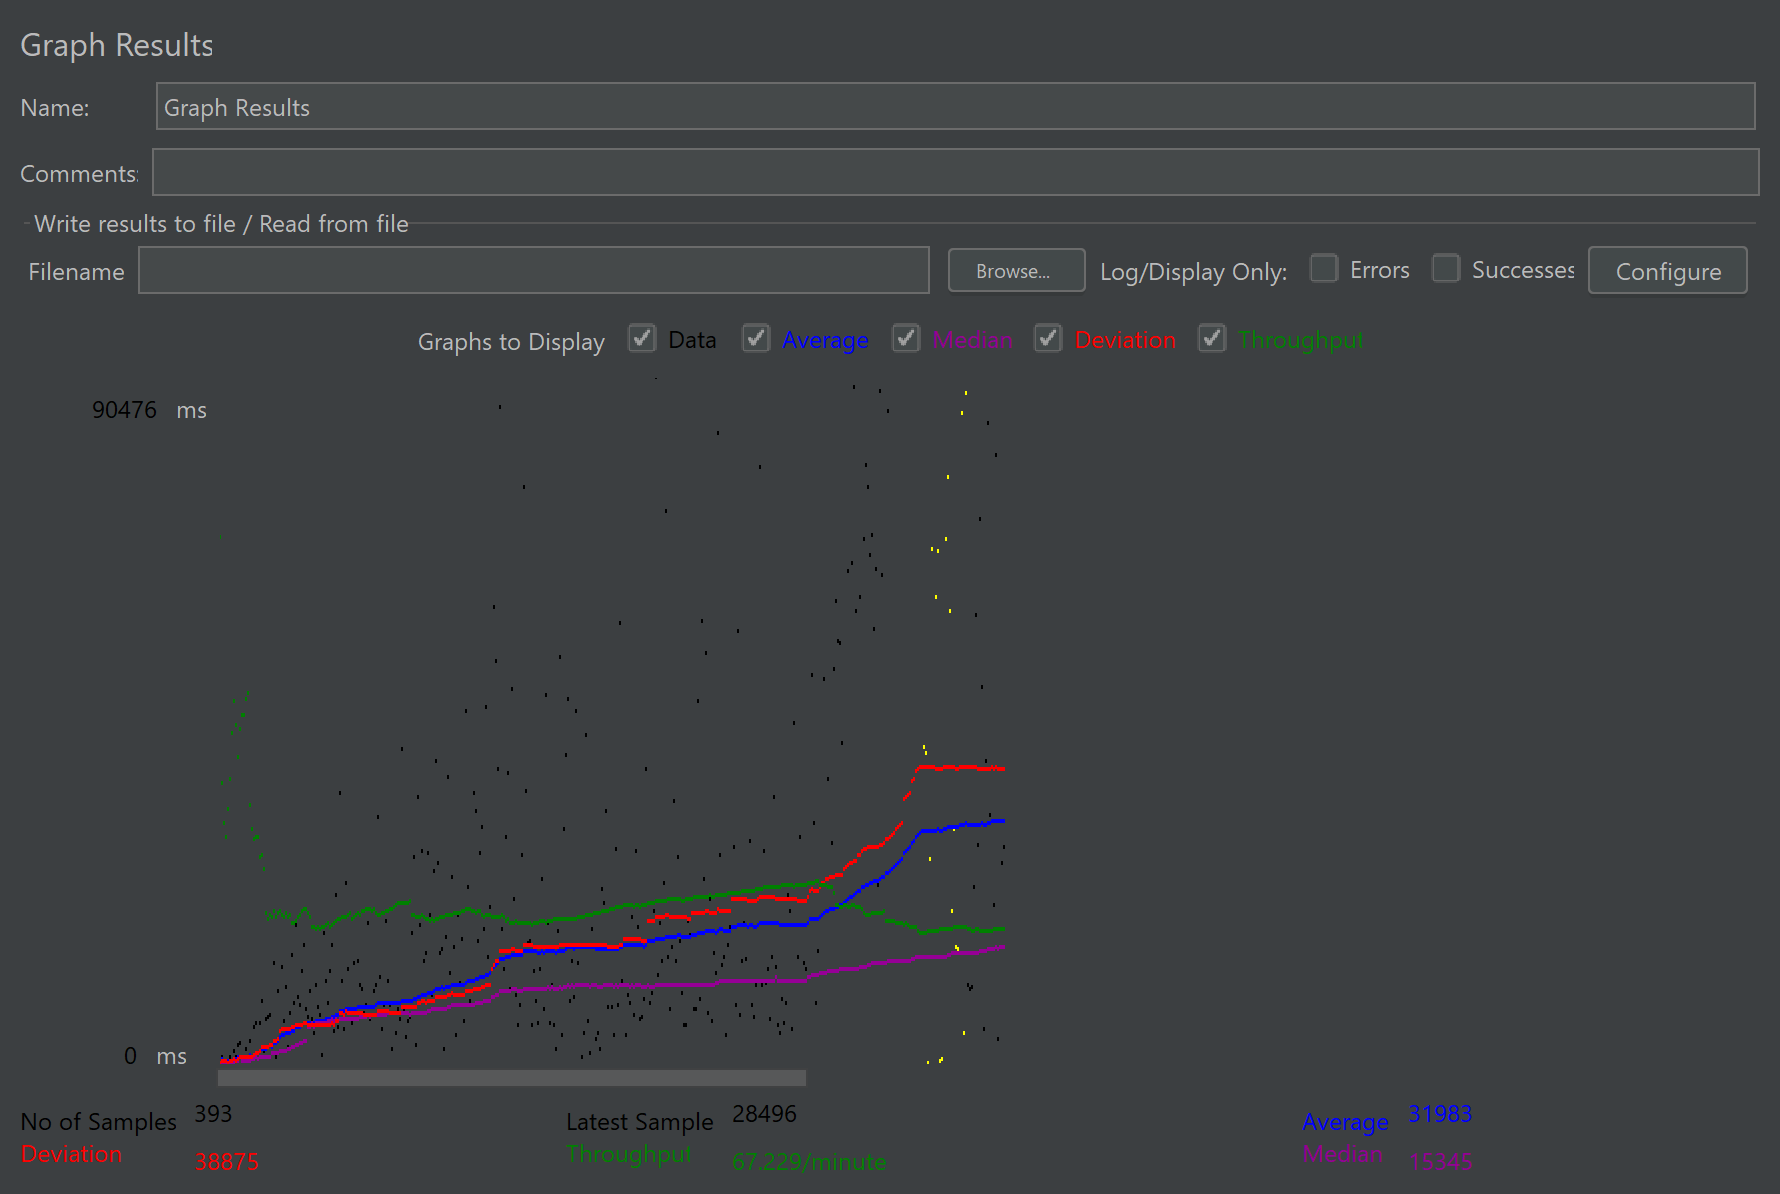 Graph Results
Name: Graph Results
Comments:
Write results to file / Read from file
Filename Browse... Log/Display Only: Errors Successes Configure
Graphs to Display Data Average Median Deviation Throughput
90476 ms
0 ms
No of Samples 393 Latest Sample 28496 Average 31983
Deviation 38875 Throughput 67.229/minute Median 15345